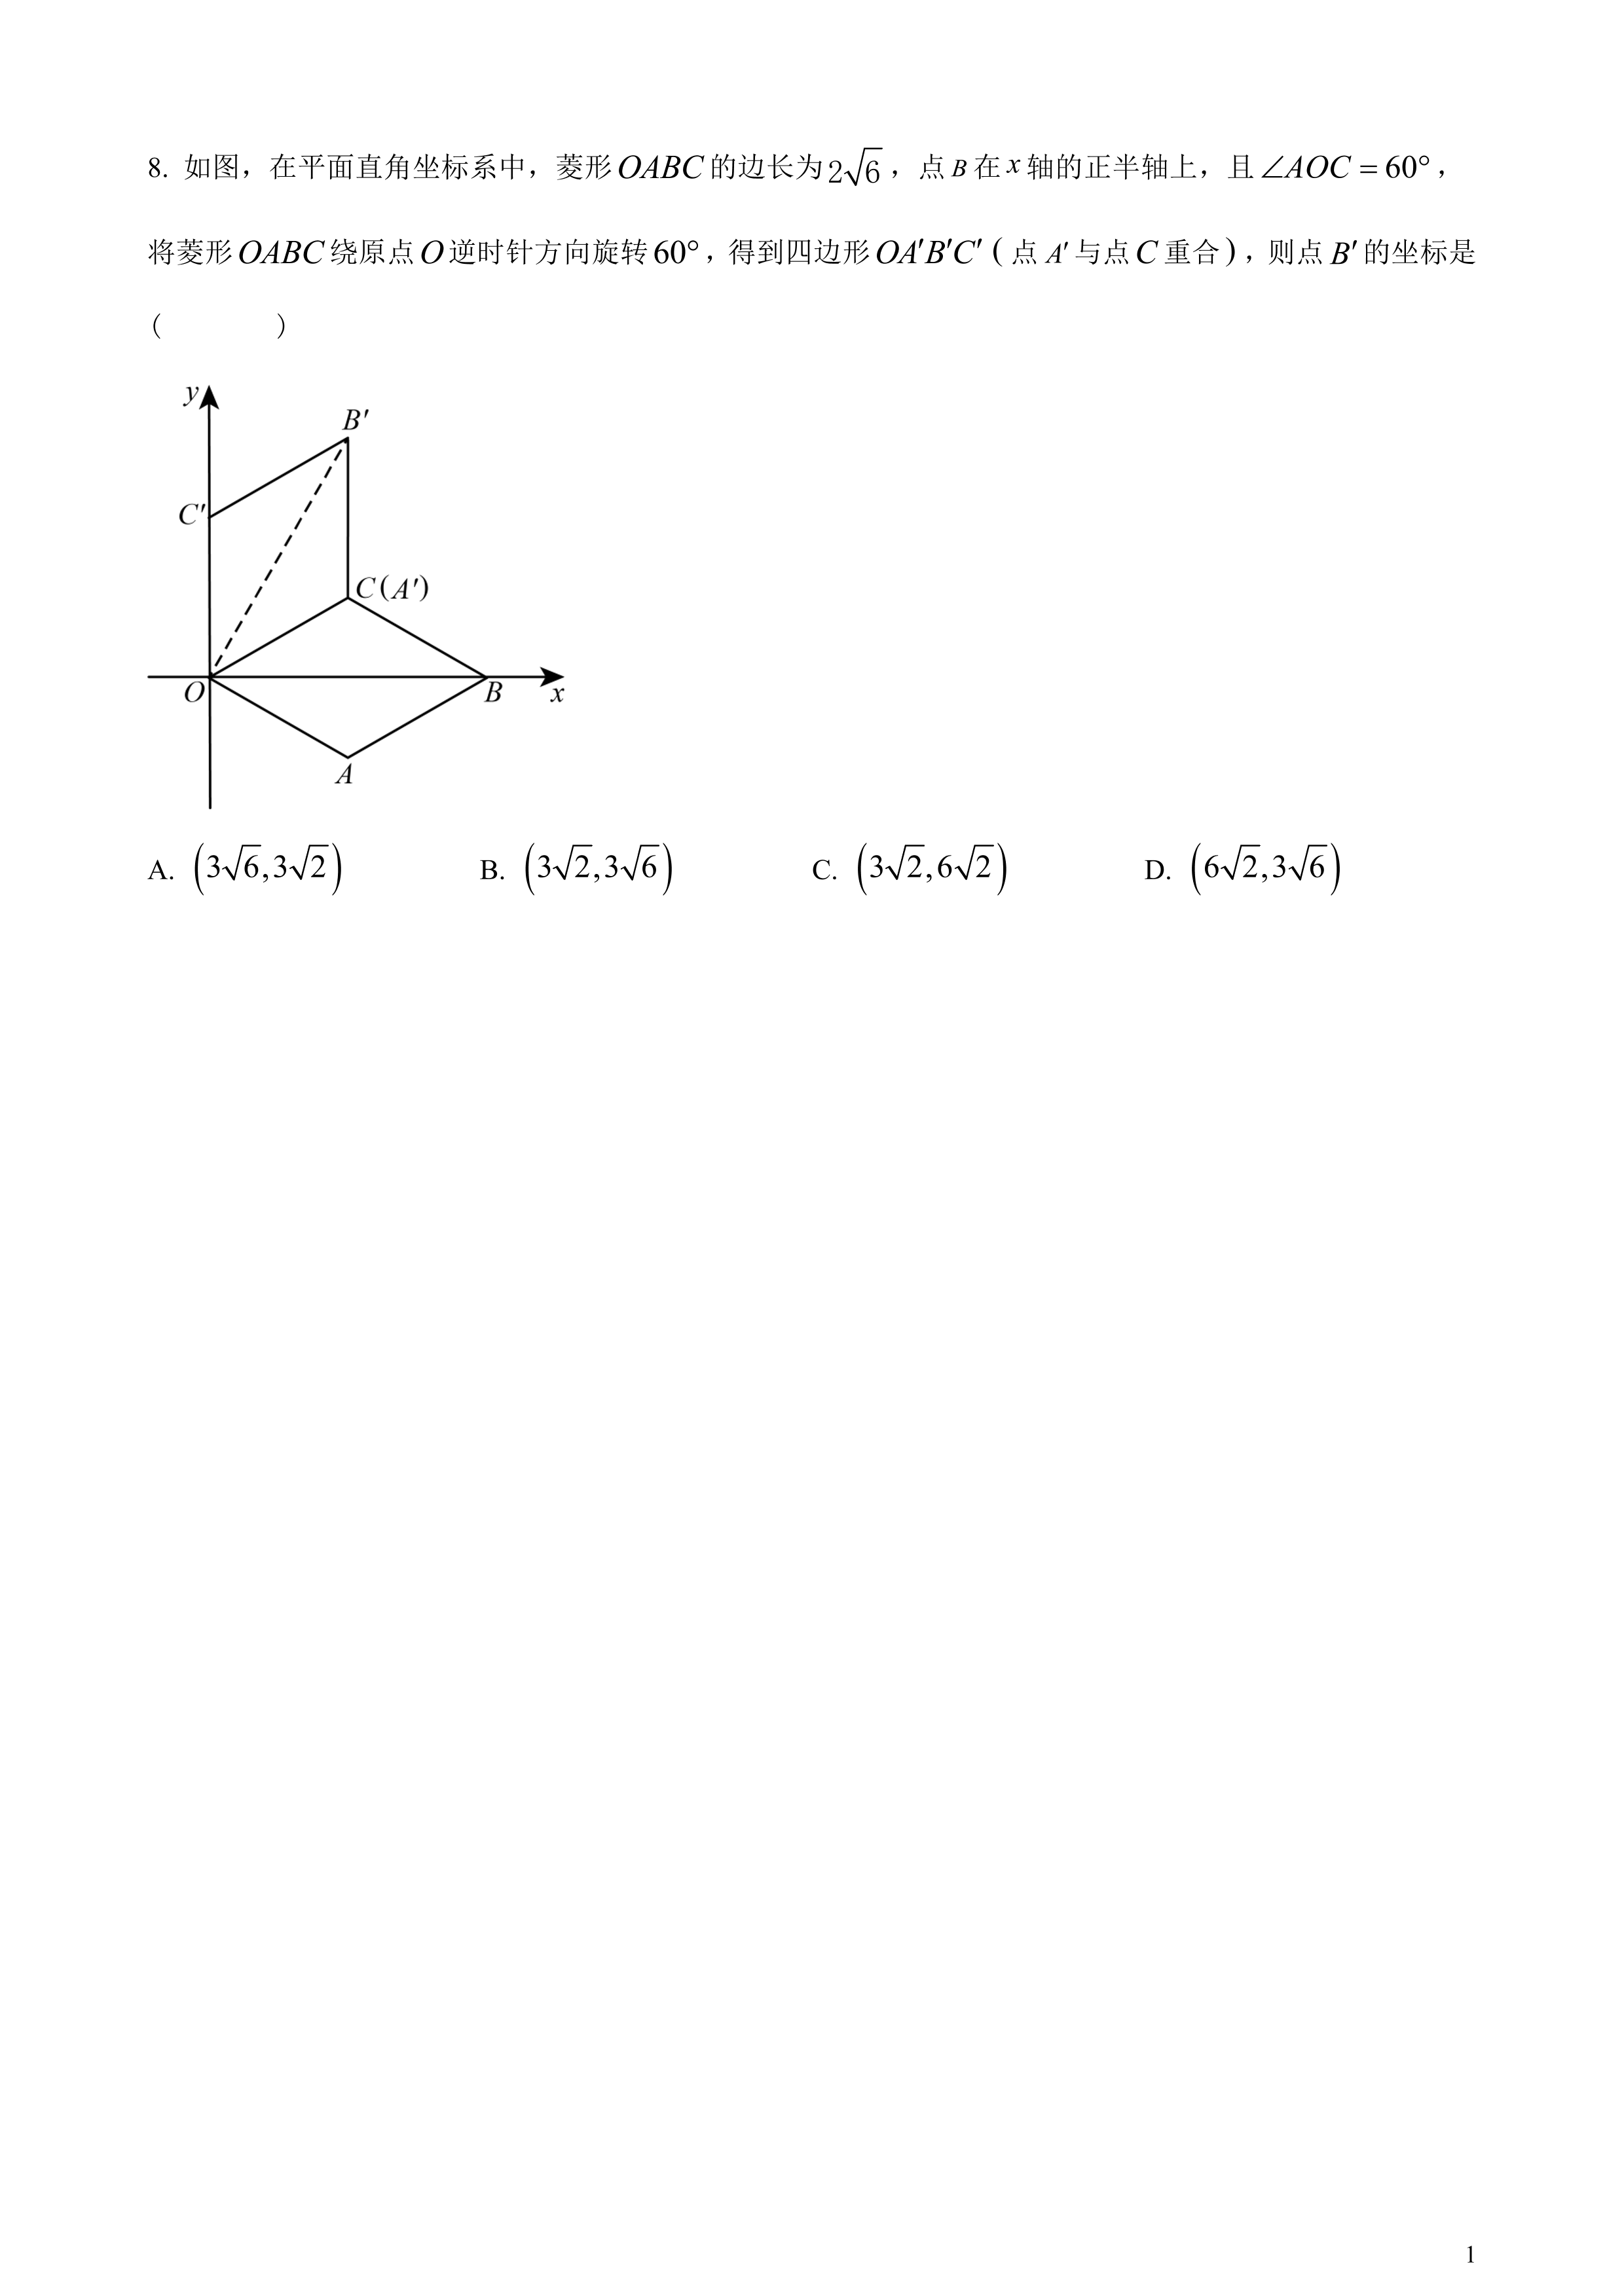 8. 如图，在平面直角坐标系中，菱形OABC的边长为2√6，点B在x轴的正半轴上，且∠AOC=60°，
将菱形OABC绕原点O逆时针方向旋转60°，得到四边形OA′B′C′（点A′与点C重合），则点B′的坐标是
（　　）
y
B′
C′
C(A′)
O
B
x
A
A. (3√6,3√2) B. (3√2,3√6) C. (3√2,6√2) D. (6√2,3√6)
1